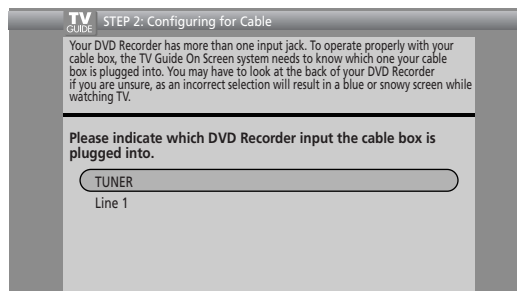 TV GUIDE STEP 2: Configuring for Cable
Your DVD Recorder has more than one input jack. To operate properly with your
cable box, the TV Guide On Screen system needs to know which one your cable
box is plugged into. You may have to look at the back of your DVD Recorder
if you are unsure, as an incorrect selection will result in a blue or snowy screen while
watching TV.
Please indicate which DVD Recorder input the cable box is
plugged into.
TUNER
Line 1